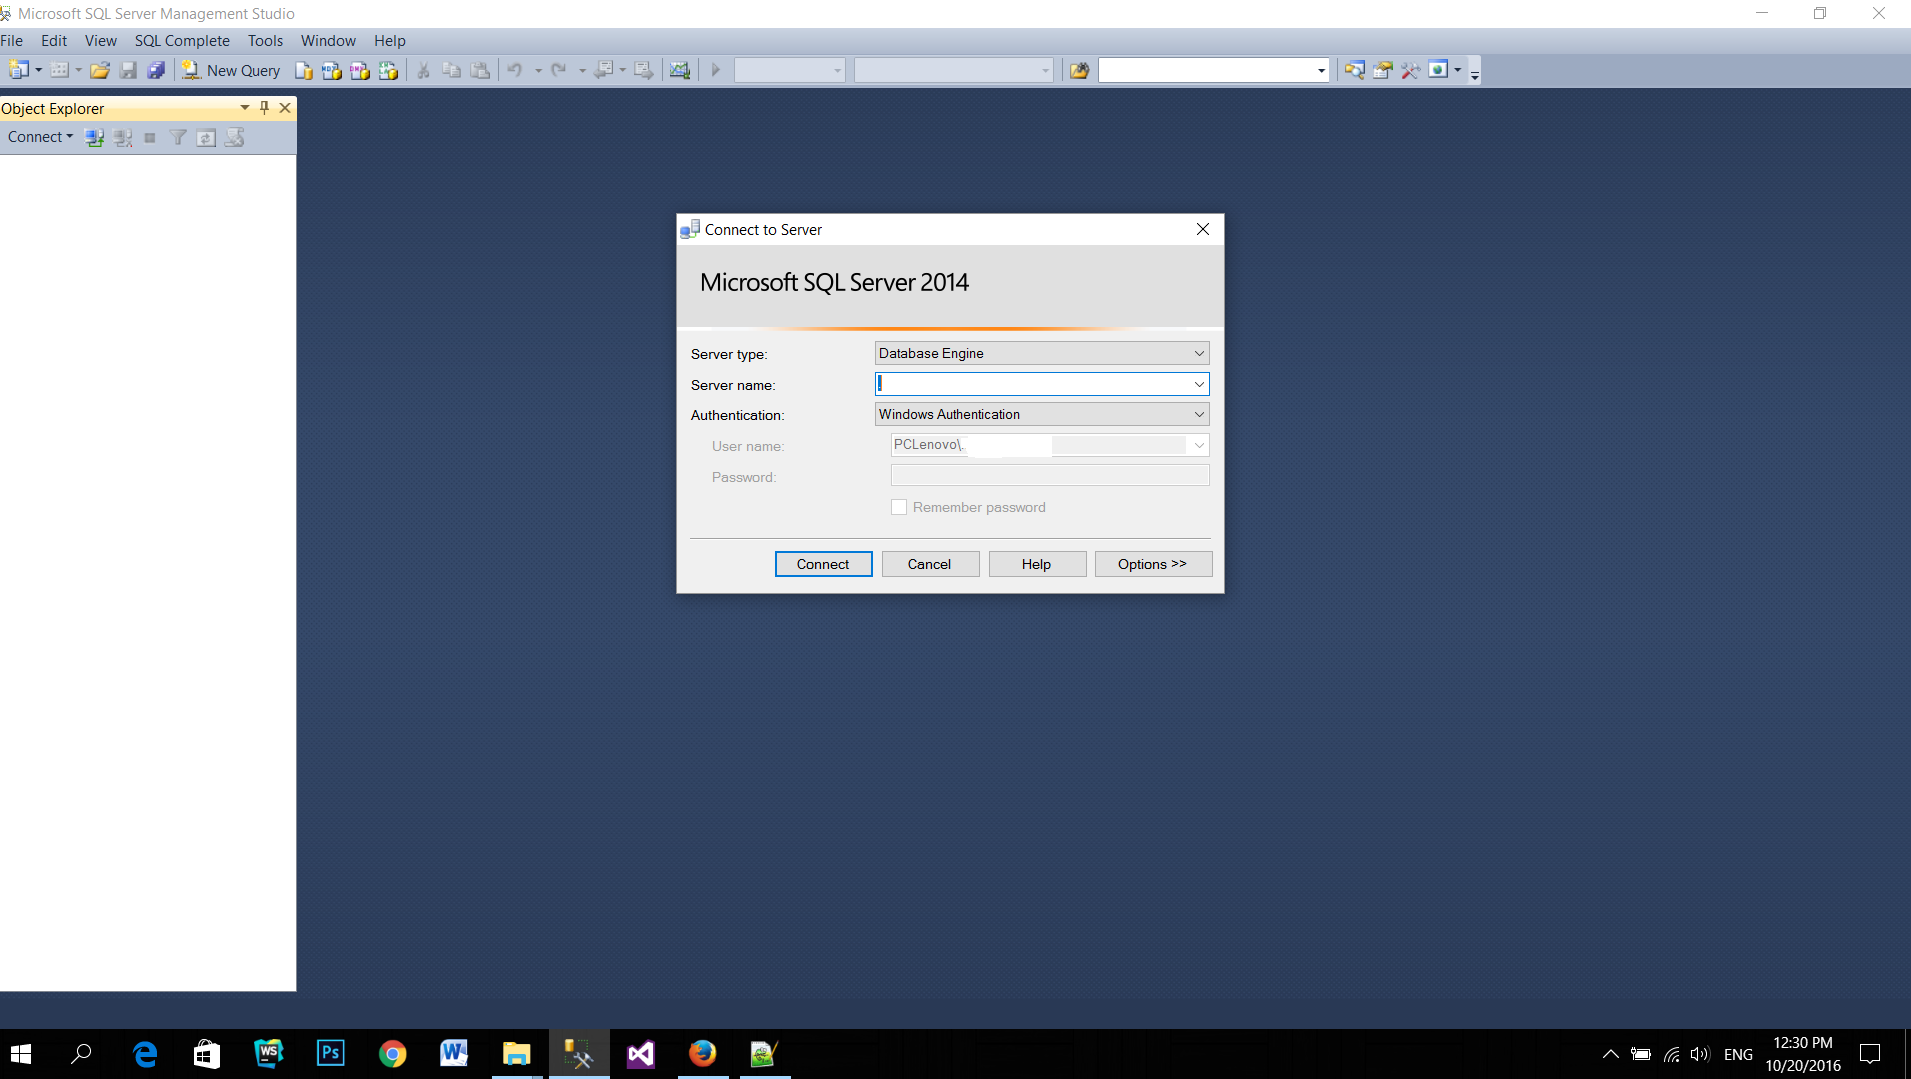 Microsoft SQL Server Management Studio
File Edit View SQL Complete Tools Window Help
New Query
Object Explorer
Connect
Connect to Server
Microsoft SQL Server 2014
Server type: Database Engine
Server name: .
Authentication: Windows Authentication
User name: PCLenovo\.
Password:
Remember password
Connect Cancel Help Options >>
WS
Ps
ENG
12:30 PM
10/20/2016